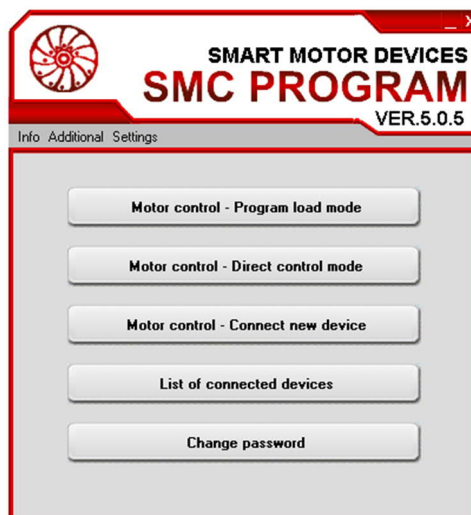 SMART MOTOR DEVICES
SMC PROGRAM
VER.5.0.5
Info Additional Settings
Motor control - Program load mode
Motor control - Direct control mode
Motor control - Connect new device
List of connected devices
Change password